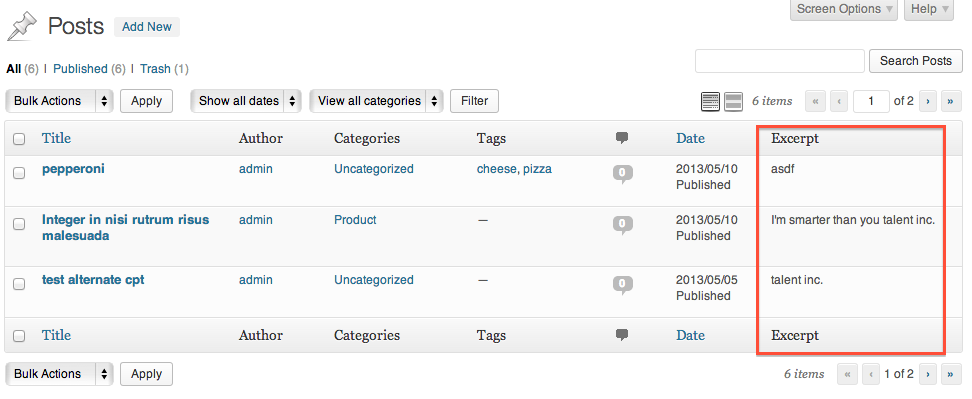 Screen Options Help
Posts Add New
All (6) | Published (6) | Trash (1)
Search Posts
Bulk Actions Apply Show all dates View all categories Filter 6 items « ‹ 1 of 2 › »
Title Author Categories Tags Date Excerpt
pepperoni admin Uncategorized cheese, pizza 0 2013/05/10 asdf
Published
Integer in nisi rutrum risus admin Product — 0 2013/05/10 I'm smarter than you talent inc.
malesuada Published
test alternate cpt admin Uncategorized — 0 2013/05/05 talent inc.
Published
Title Author Categories Tags Date Excerpt
Bulk Actions Apply 6 items « ‹ 1 of 2 › »